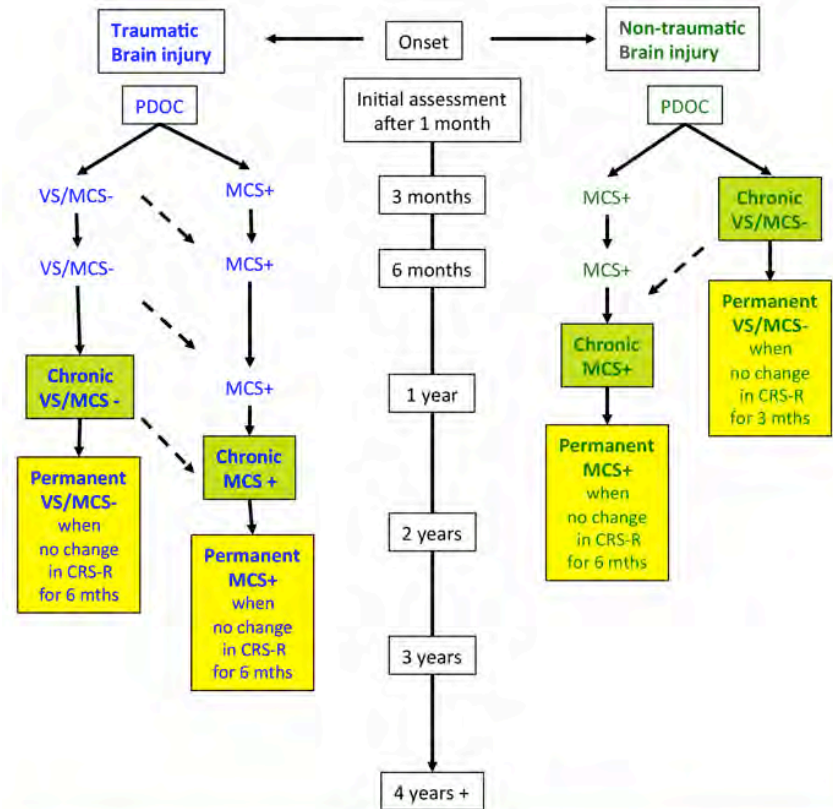 Traumatic
Brain injury
Onset
Non-traumatic
Brain injury
PDOC
Initial assessment
after 1 month
PDOC
VS/MCS-
MCS+
3 months
MCS+
Chronic
VS/MCS-
VS/MCS-
MCS+
6 months
MCS+
Permanent
VS/MCS-
when
no change
in CRS-R
for 3 mths
Chronic
VS/MCS -
MCS+
1 year
Chronic
MCS+
Permanent
VS/MCS-
when
no change
in CRS-R
for 6 mths
Chronic
MCS +
2 years
Permanent
MCS+
when
no change
in CRS-R
for 6 mths
Permanent
MCS+
when
no change
in CRS-R
for 6 mths
3 years
4 years +